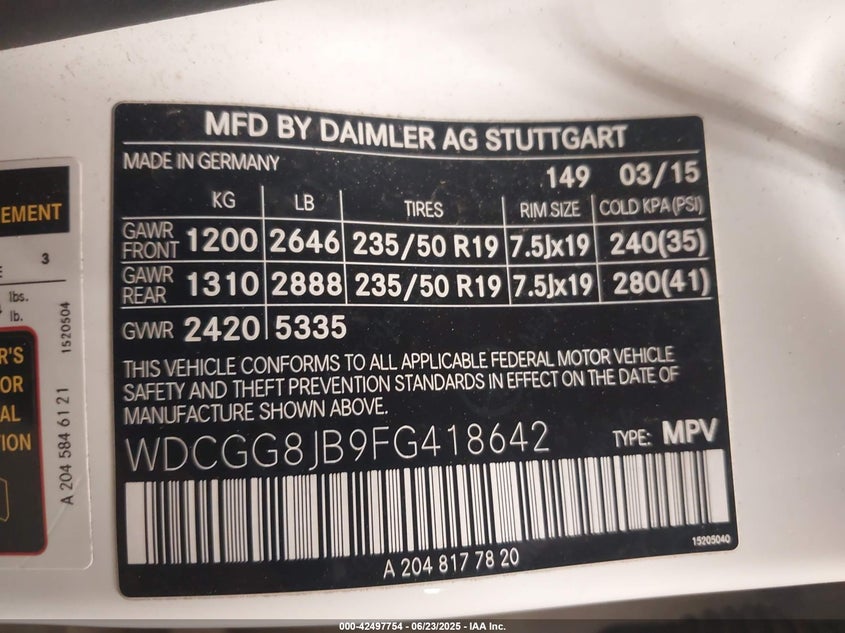 MFD BY DAIMLER AG STUTTGART
MADE IN GERMANY 149 03/15
KG LB TIRES RIM SIZE COLD KPA (PSI)
GAWR FRONT 1200 2646 235/50 R19 7.5Jx19 240(35)
GAWR REAR 1310 2888 235/50 R19 7.5Jx19 280(41)
GVWR 2420 5335
THIS VEHICLE CONFORMS TO ALL APPLICABLE FEDERAL MOTOR VEHICLE
SAFETY AND THEFT PREVENTION STANDARDS IN EFFECT ON THE DATE OF
MANUFACTURE SHOWN ABOVE.
WDCGG8JB9FG418642 TYPE: MPV
15205040
A 204 817 78 20
EMENT
3
lbs.
lb.
1520504
A 204 584 61 21
R'S
OR
AL
ION
000-42497754 - 06/23/2025 - IAA Inc.